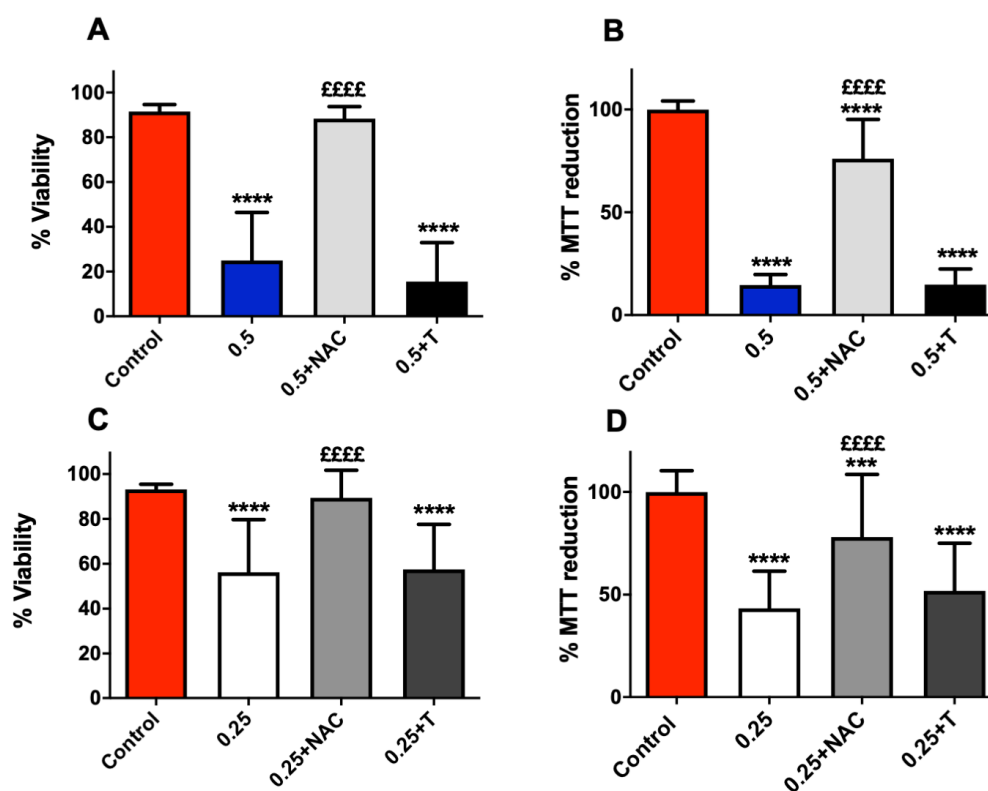 A
% Viability
100
80
60
40
20
0
****
££££
****
Control
0.5
0.5+NAC
0.5+T
B
% MTT reduction
100
50
0
****
££££
****
****
Control
0.5
0.5+NAC
0.5+T
C
% Viability
100
80
60
40
20
0
****
££££
****
Control
0.25
0.25+NAC
0.25+T
D
% MTT reduction
100
50
0
****
££££
***
****
Control
0.25
0.25+NAC
0.25+T